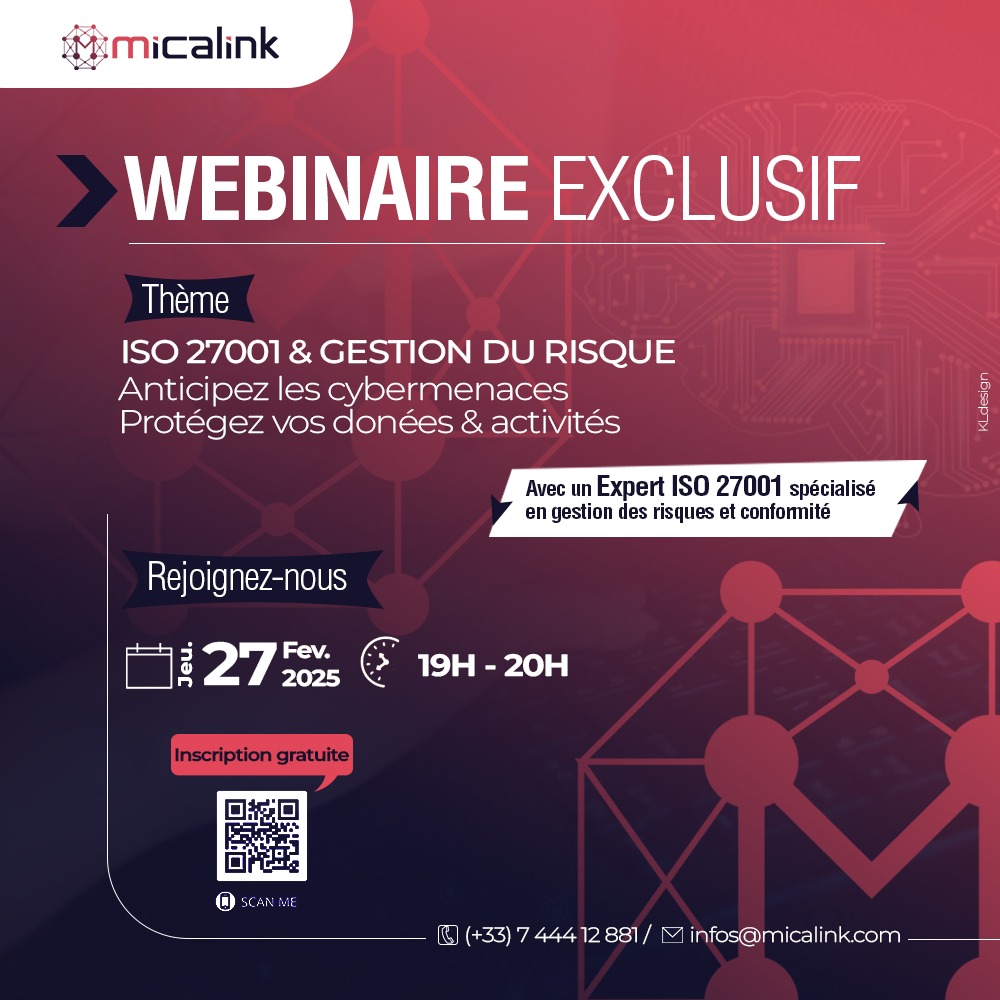 micalink
WEBINAIRE EXCLUSIF
Thème
ISO 27001 & GESTION DU RISQUE
Anticipez les cybermenaces
Protégez vos donées & activités
KLdesign
Avec un Expert ISO 27001 spécialisé
en gestion des risques et conformité
Rejoignez-nous
Jeu. 27 Fev.
2025
19H - 20H
Inscription gratuite
SCAN ME
(+33) 7 444 12 881 / infos@micalink.com